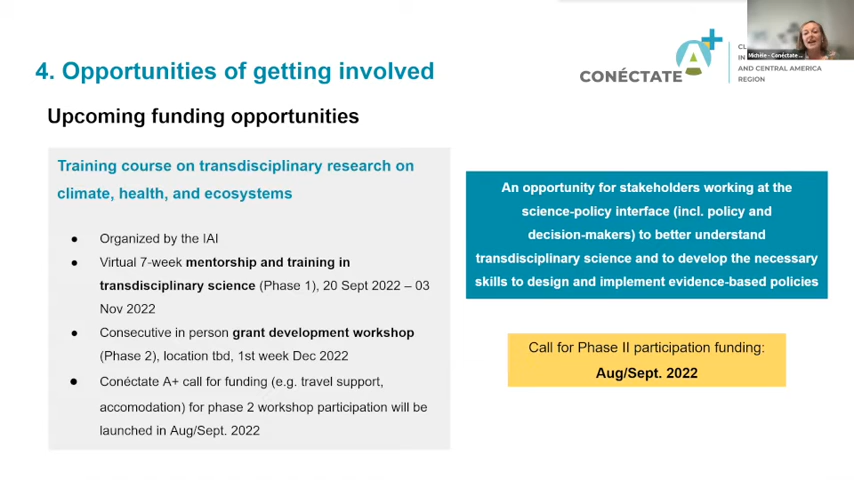 4. Opportunities of getting involved
Upcoming funding opportunities
Training course on transdisciplinary research on
climate, health, and ecosystems
● Organized by the IAI
● Virtual 7-week mentorship and training in
transdisciplinary science (Phase 1), 20 Sept 2022 – 03
Nov 2022
● Consecutive in person grant development workshop
(Phase 2), location tbd, 1st week Dec 2022
● Conéctate A+ call for funding (e.g. travel support,
accomodation) for phase 2 workshop participation will be
launched in Aug/Sept. 2022
CONÉCTATE A+
CL
IN
AND CENTRAL AMERICA
REGION
Michèle - Conéctate ...
An opportunity for stakeholders working at the
science-policy interface (incl. policy and
decision-makers) to better understand
transdisciplinary science and to develop the necessary
skills to design and implement evidence-based policies
Call for Phase II participation funding:
Aug/Sept. 2022